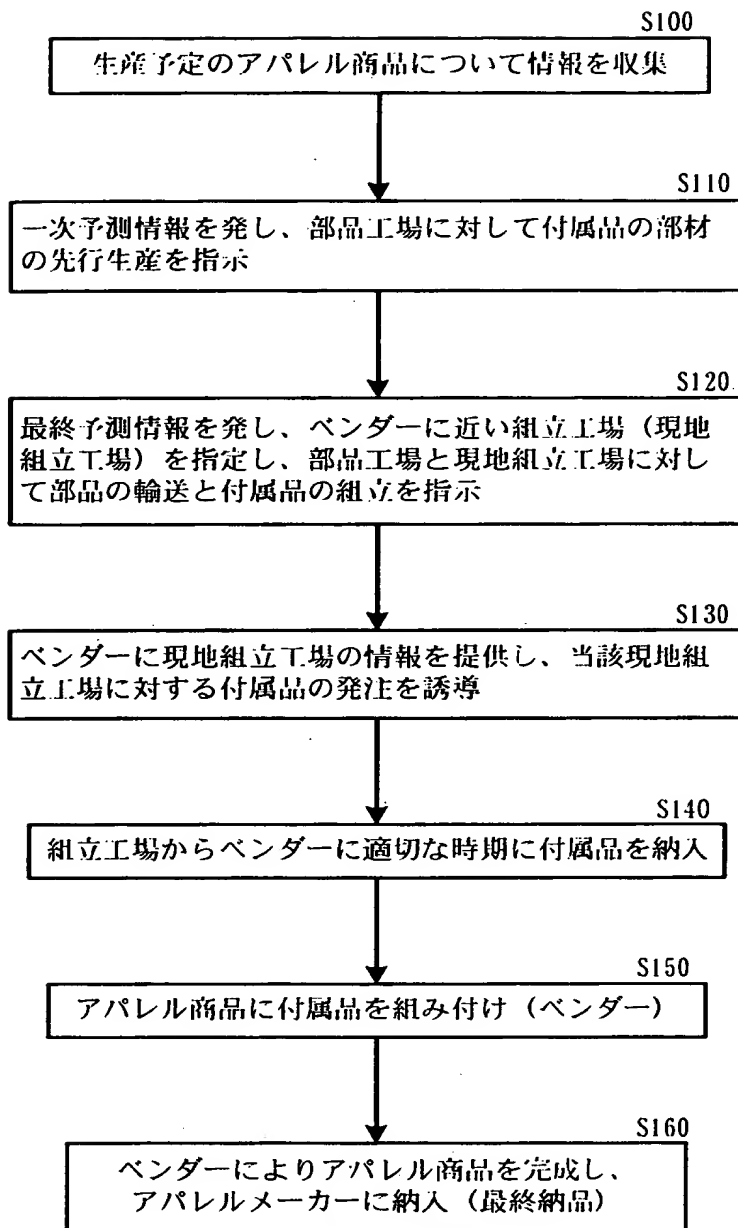 S100
生産予定のアパレル商品について情報を収集
S110
一次予測情報を発し、部品工場に対して付属品の部材
の先行生産を指示
S120
最終予測情報を発し、ベンダーに近い組立工場（現地
組立工場）を指定し、部品工場と現地組立工場に対し
て部品の輸送と付属品の組立を指示
S130
ベンダーに現地組立工場の情報を提供し、当該現地組
立工場に対する付属品の発注を誘導
S140
組立工場からベンダーに適切な時期に付属品を納入
S150
アパレル商品に付属品を組み付け（ベンダー）
S160
ベンダーによりアパレル商品を完成し、
アパレルメーカーに納入（最終納品）